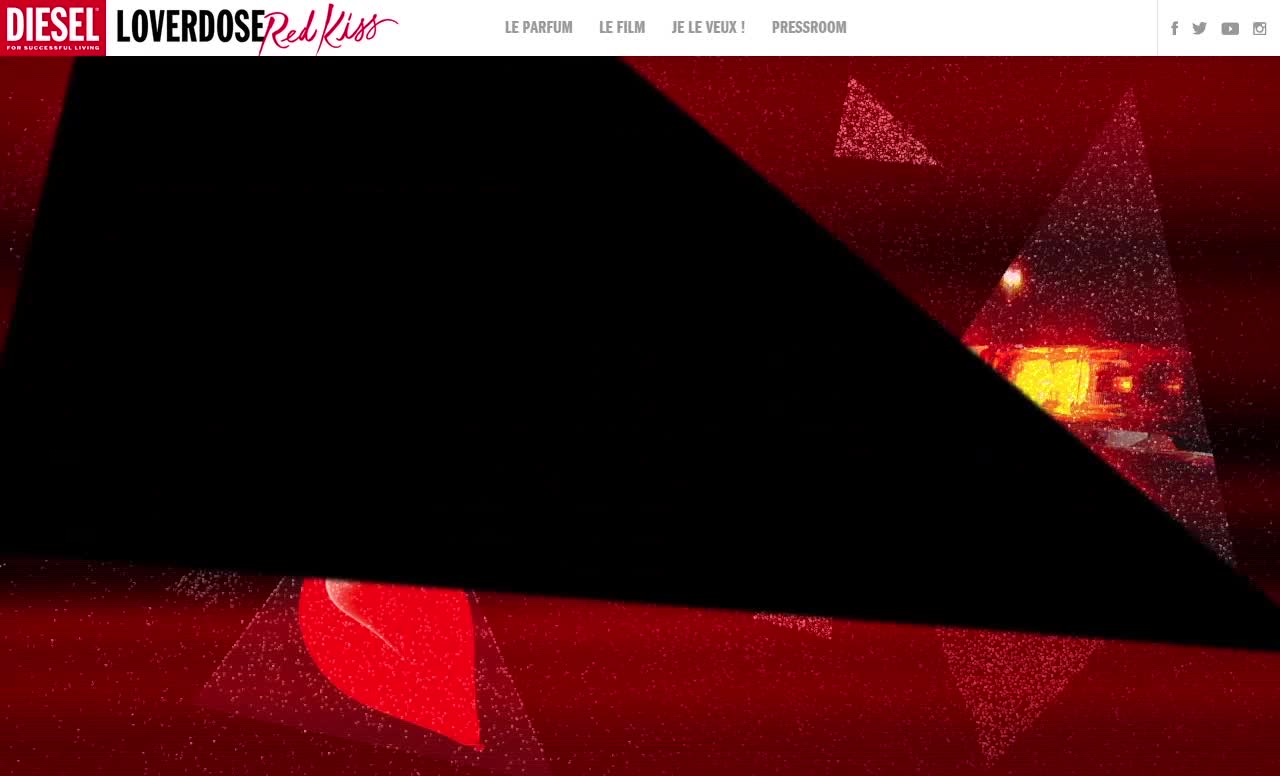 DIESEL
FOR SUCCESSFUL LIVING
LOVERDOSE Red Kiss
LE PARFUM LE FILM JE LE VEUX ! PRESSROOM